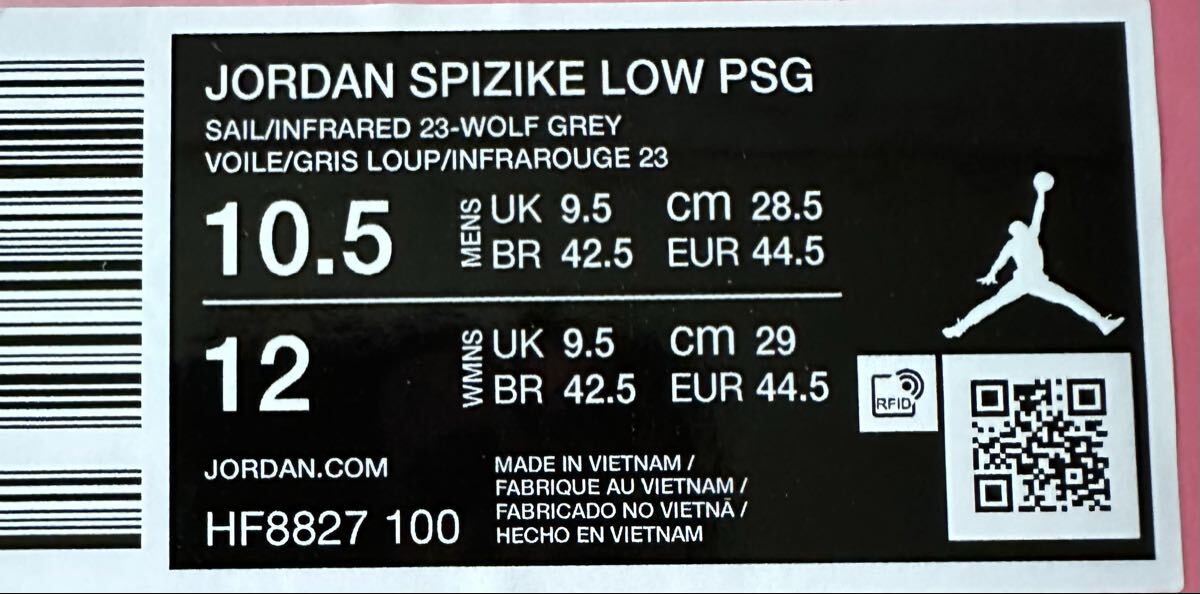 JORDAN SPIZIKE LOW PSG
SAIL/INFRARED 23-WOLF GREY
VOILE/GRIS LOUP/INFRAROUGE 23
10.5 MENS UK 9.5 cm 28.5
BR 42.5 EUR 44.5
12 WMNS UK 9.5 cm 29
BR 42.5 EUR 44.5
RFID
JORDAN.COM
HF8827 100
MADE IN VIETNAM /
FABRIQUE AU VIETNAM /
FABRICADO NO VIETNÃ /
HECHO EN VIETNAM